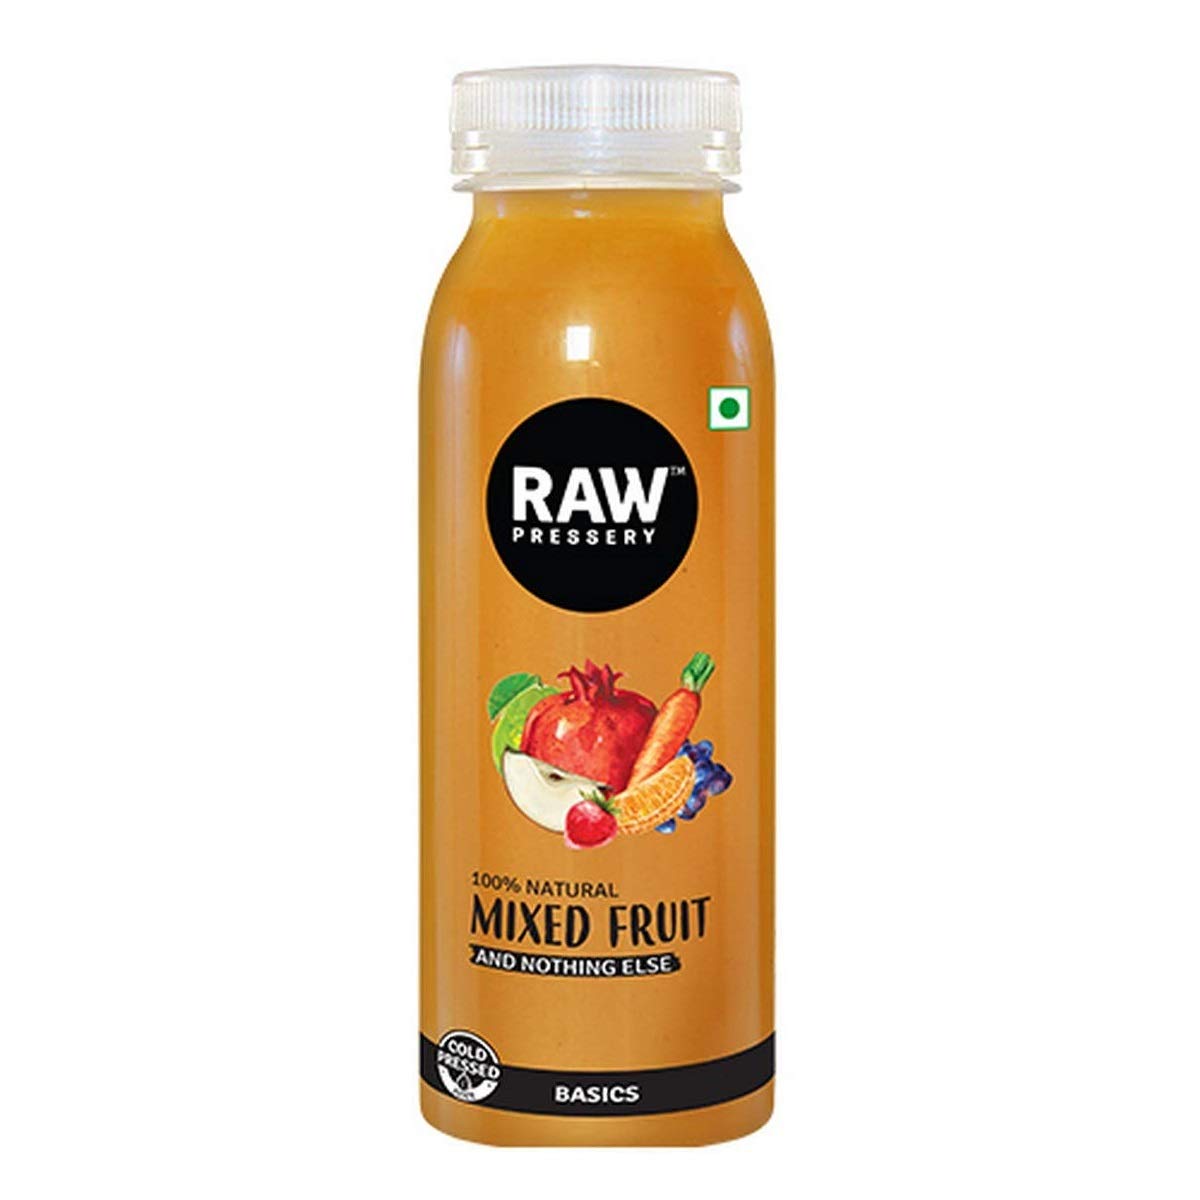 RAW™
PRESSERY
100% NATURAL
MIXED FRUIT
AND NOTHING ELSE
COLD
PRESSED
BASICS